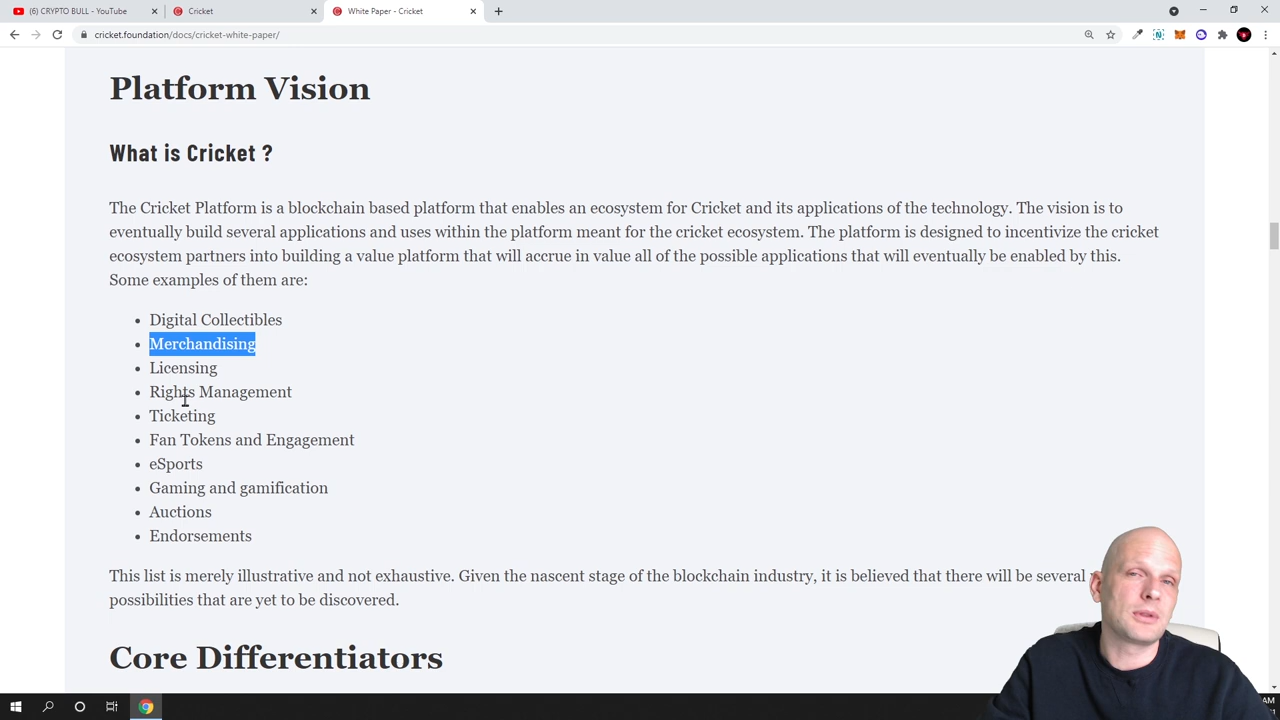 (6) CRYPTO BULL - YouTube
Cricket
White Paper - Cricket
cricket.foundation/docs/cricket-white-paper/
Platform Vision
What is Cricket ?
The Cricket Platform is a blockchain based platform that enables an ecosystem for Cricket and its applications of the technology. The vision is to
eventually build several applications and uses within the platform meant for the cricket ecosystem. The platform is designed to incentivize the cricket
ecosystem partners into building a value platform that will accrue in value all of the possible applications that will eventually be enabled by this.
Some examples of them are:
• Digital Collectibles
• Merchandising
• Licensing
• Rights Management
• Ticketing
• Fan Tokens and Engagement
• eSports
• Gaming and gamification
• Auctions
• Endorsements
This list is merely illustrative and not exhaustive. Given the nascent stage of the blockchain industry, it is believed that there will be several
possibilities that are yet to be discovered.
Core Differentiators